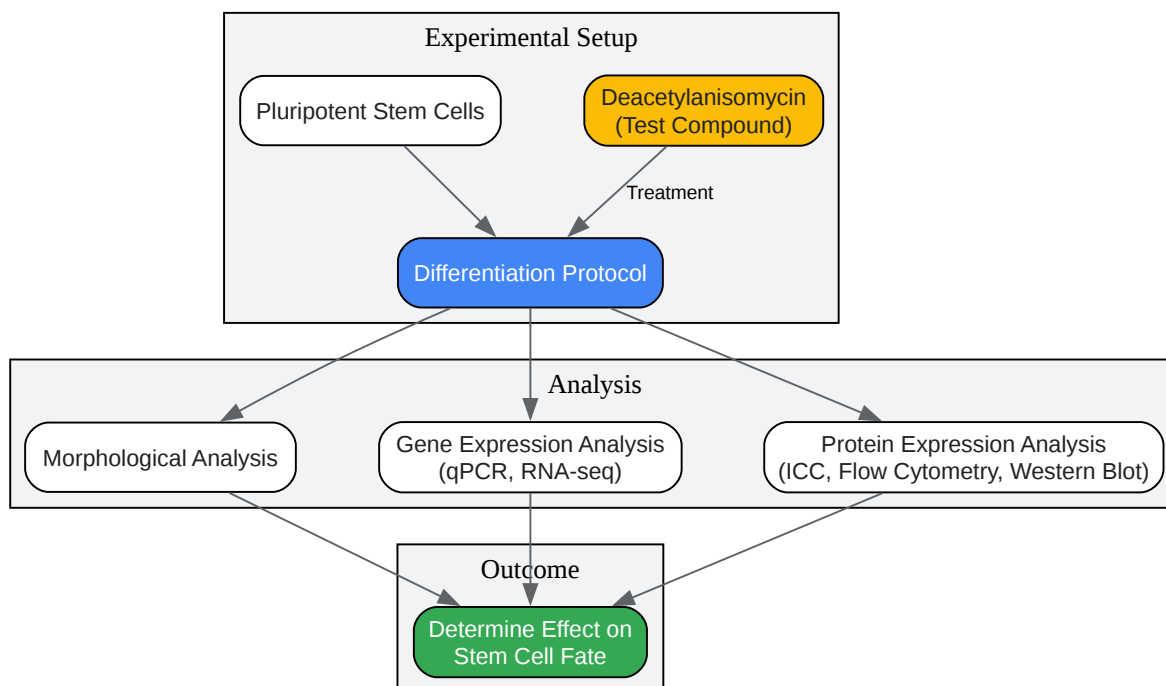 Experimental Setup
Pluripotent Stem Cells
Deacetylanisomycin
(Test Compound)
Treatment
Differentiation Protocol
Analysis
Morphological Analysis
Gene Expression Analysis
(qPCR, RNA-seq)
Protein Expression Analysis
(ICC, Flow Cytometry, Western Blot)
Outcome
Determine Effect on
Stem Cell Fate